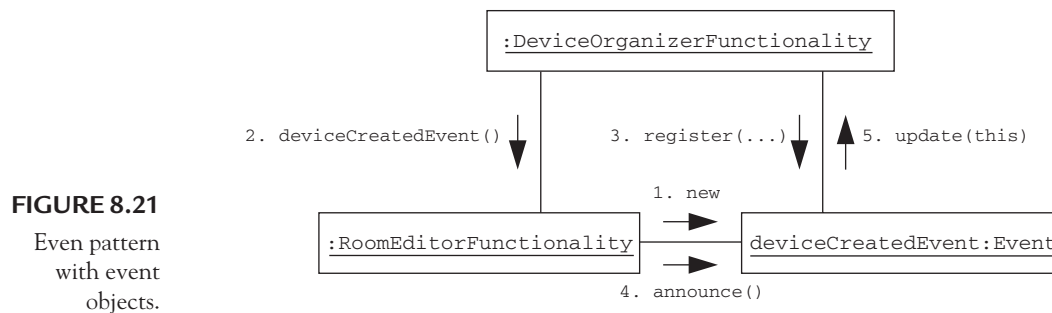 :DeviceOrganizerFunctionality
2. deviceCreatedEvent()
3. register(...)
5. update(this)
1. new
:RoomEditorFunctionality
deviceCreatedEvent:Event
4. announce()
FIGURE 8.21
Even pattern
with event
objects.